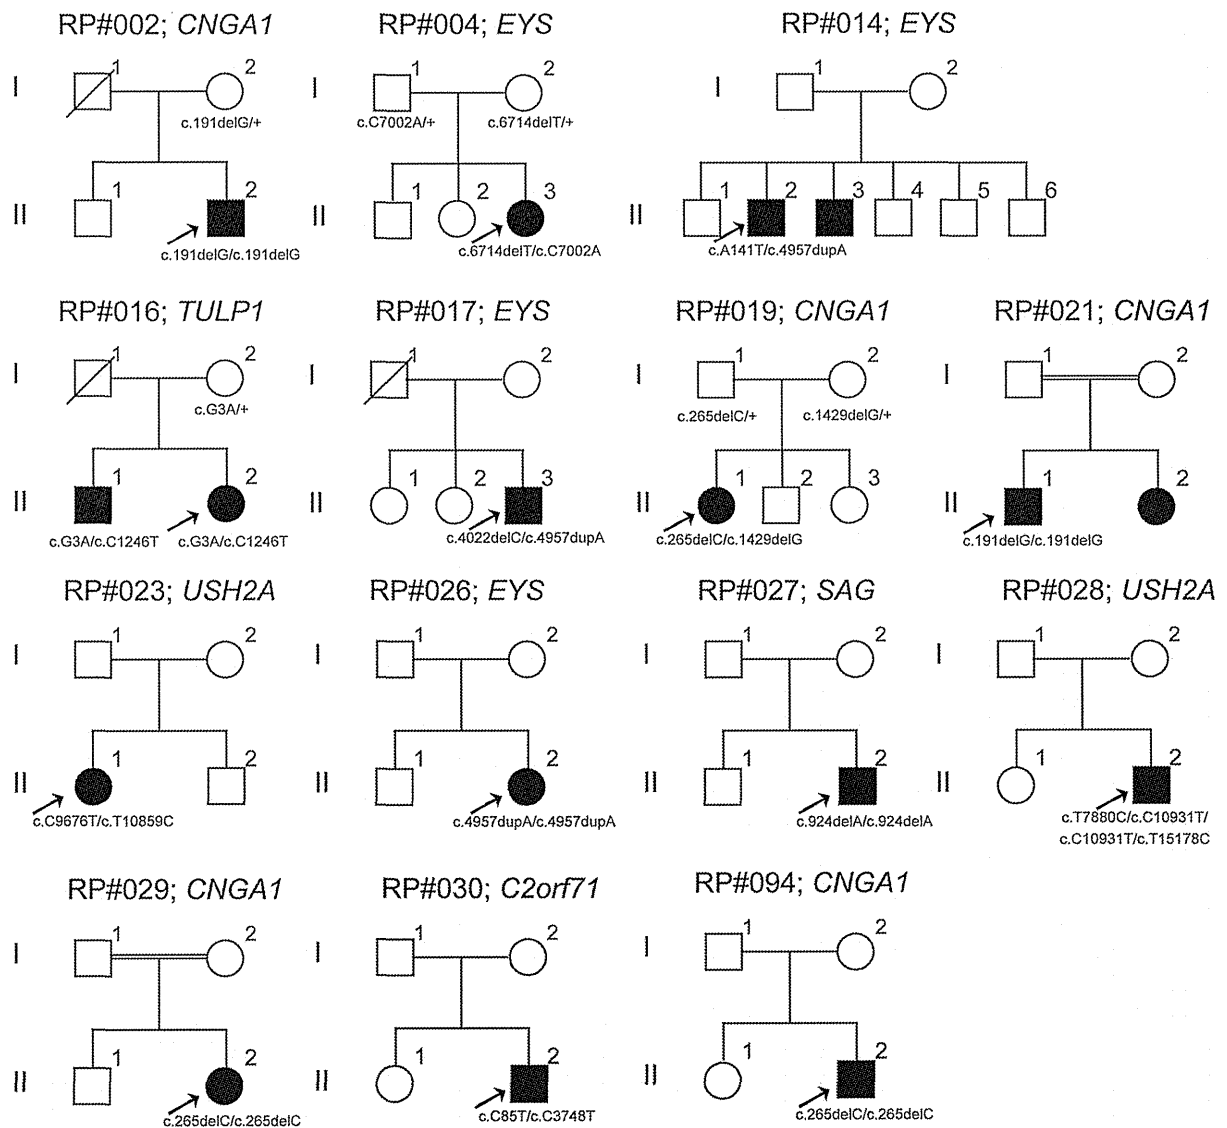 RP#002; CNGA1
RP#004; EYS
RP#014; EYS
I 1 2
c.191delG/+
I 1 2
c.C7002A/+ c.6714delT/+
I 1 2
II 1 2
c.191delG/c.191delG
II 1 2 3
c.6714delT/c.C7002A
II 1 2 3 4 5 6
c.A141T/c.4957dupA
RP#016; TULP1
RP#017; EYS
RP#019; CNGA1
RP#021; CNGA1
I 1 2
c.G3A/+
I 1 2
I 1 2
c.265delC/+ c.1429delG/+
I 1 2
II 1 2
c.G3A/c.C1246T c.G3A/c.C1246T
II 1 2 3
c.4022delC/c.4957dupA
II 1 2 3
c.265delC/c.1429delG
II 1 2
c.191delG/c.191delG
RP#023; USH2A
RP#026; EYS
RP#027; SAG
RP#028; USH2A
I 1 2
I 1 2
I 1 2
I 1 2
II 1 2
c.C9676T/c.T10859C
II 1 2
c.4957dupA/c.4957dupA
II 1 2
c.924delA/c.924delA
II 1 2
c.T7880C/c.C10931T/
c.C10931T/c.T15178C
RP#029; CNGA1
RP#030; C2orf71
RP#094; CNGA1
I 1 2
I 1 2
I 1 2
II 1 2
c.265delC/c.265delC
II 1 2
c.C85T/c.C3748T
II 1 2
c.265delC/c.265delC